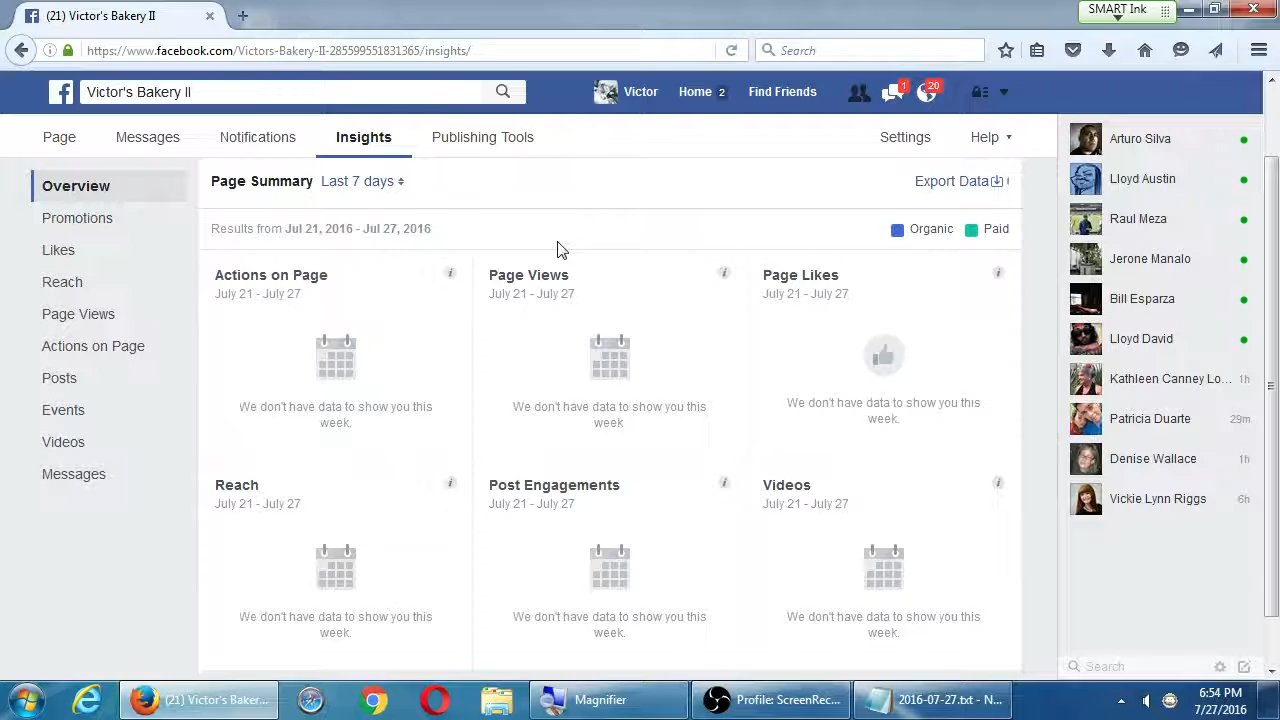 (21) Victor's Bakery II
SMART Ink
https://www.facebook.com/Victors-Bakery-II-285599551831365/insights/
Search
Victor's Bakery II
Victor
Home 2
Find Friends
1
20
Page
Messages
Notifications
Insights
Publishing Tools
Settings
Help
Overview
Promotions
Likes
Reach
Page Views
Actions on Page
Posts
Events
Videos
Messages
Page Summary Last 7 days
Export Data
Results from Jul 21, 2016 - Jul 27, 2016
Organic
Paid
Actions on Page
July 21 - July 27
We don't have data to show you this
week.
Page Views
July 21 - July 27
We don't have data to show you this
week
Page Likes
July 21 - July 27
We don't have data to show you this
week.
Reach
July 21 - July 27
We don't have data to show you this
week.
Post Engagements
July 21 - July 27
We don't have data to show you this
week.
Videos
July 21 - July 27
We don't have data to show you this
week.
Arturo Silva
Lloyd Austin
Raul Meza
Jerone Manalo
Bill Esparza
Lloyd David
Kathleen Canney Lo... 1h
Patricia Duarte 29m
Denise Wallace 1h
Vickie Lynn Riggs 6h
Search
(21) Victor's Baker...
Magnifier
Profile: ScreenRec...
2016-07-27.txt - N...
6:54 PM
7/27/2016